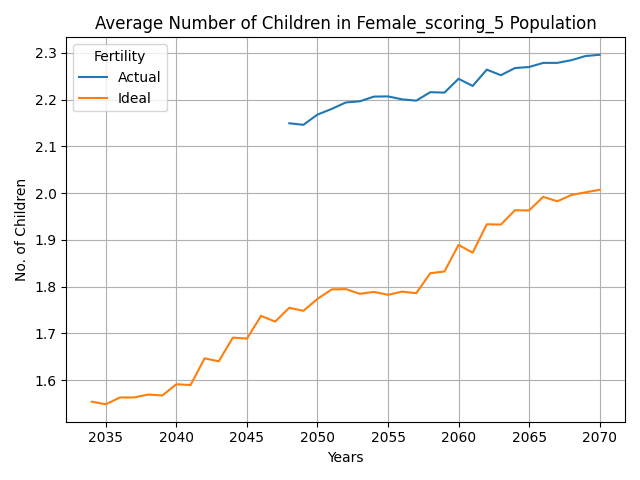 Average Number of Children in Female_scoring_5 Population
Fertility
Actual
Ideal
No. of Children
2.3
2.2
2.1
2.0
1.9
1.8
1.7
1.6
2035 2040 2045 2050 2055 2060 2065 2070
Years